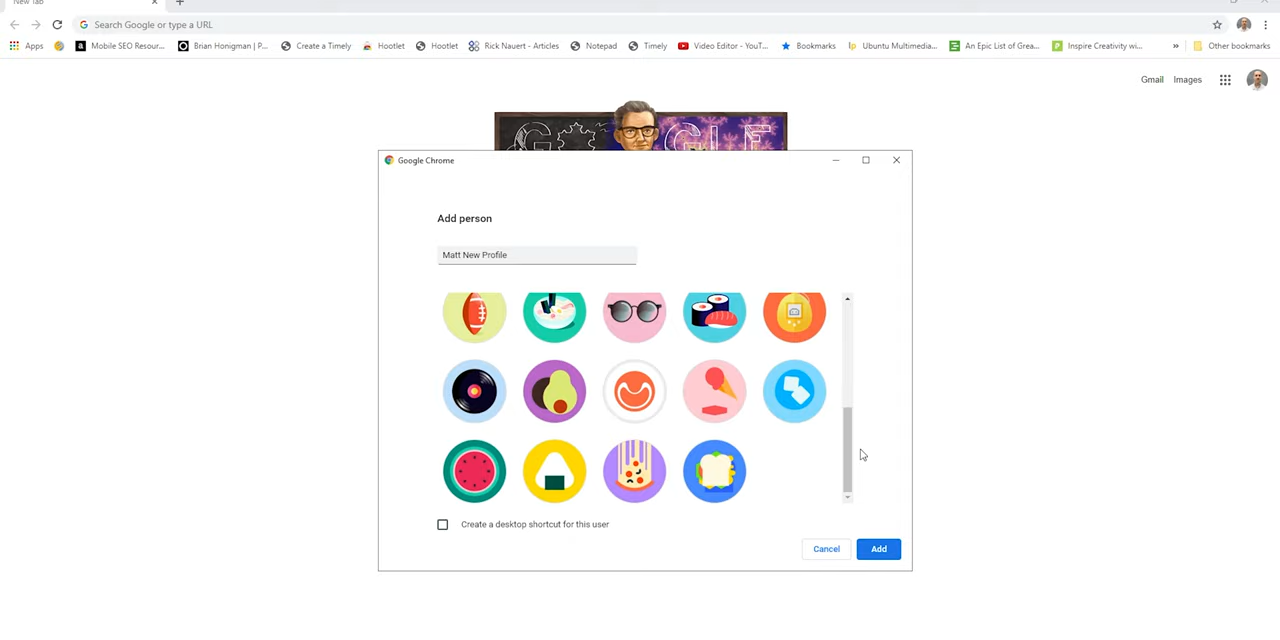 New Tab
Search Google or type a URL
Apps
Mobile SEO Resour...
Brian Honigman | P...
Create a Timely
Hootlet
Hootlet
Rick Nauert - Articles
Notepad
Timely
Video Editor - YouT...
Bookmarks
Ubuntu Multimedia...
An Epic List of Grea...
Inspire Creativity wi...
»
Other bookmarks
Gmail
Images
GOOGLE
Google Chrome
Add person
Matt New Profile
Create a desktop shortcut for this user
Cancel
Add